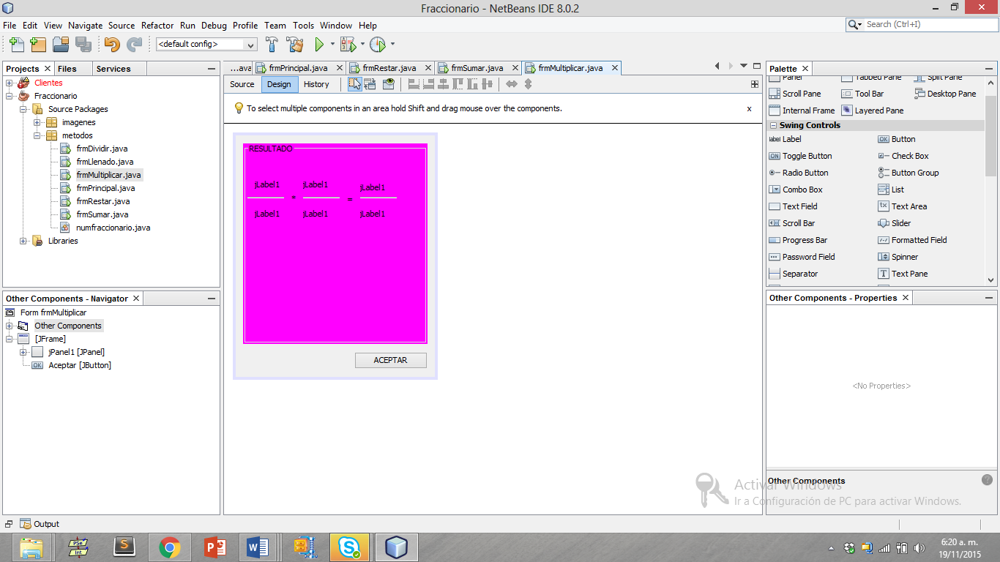 Fraccionario - NetBeans IDE 8.0.2
File Edit View Navigate Source Refactor Run Debug Profile Team Tools Window Help
Search (Ctrl+I)
<default config>
Projects Files Services
Clientes
Fraccionario
Source Packages
imagenes
metodos
frmDividir.java
frmLlenado.java
frmMultiplicar.java
frmPrincipal.java
frmRestar.java
frmSumar.java
numfraccionario.java
Libraries
Other Components - Navigator
Form frmMultiplicar
Other Components
[JFrame]
jPanel1 [JPanel]
OK Aceptar [JButton]
...ava frmPrincipal.java frmRestar.java frmSumar.java frmMultiplicar.java
Source Design History
To select multiple components in an area hold Shift and drag mouse over the components. x
RESULTADO
jLabel1 jLabel1 jLabel1
* =
jLabel1 jLabel1 jLabel1
ACEPTAR
Palette
Panel Tabbed Pane Split Pane
Scroll Pane Tool Bar Desktop Pane
Internal Frame Layered Pane
Swing Controls
label Label OK Button
ON Toggle Button Check Box
Radio Button Button Group
Combo Box List
Text Field Text Area
Scroll Bar Slider
Progress Bar Formatted Field
Password Field Spinner
Separator T Text Pane
Other Components - Properties
<No Properties>
Other Components
Activar Windows
Ir a Configuración de PC para activar Windows.
Output
PSe
Int
6:20 a. m.
19/11/2015